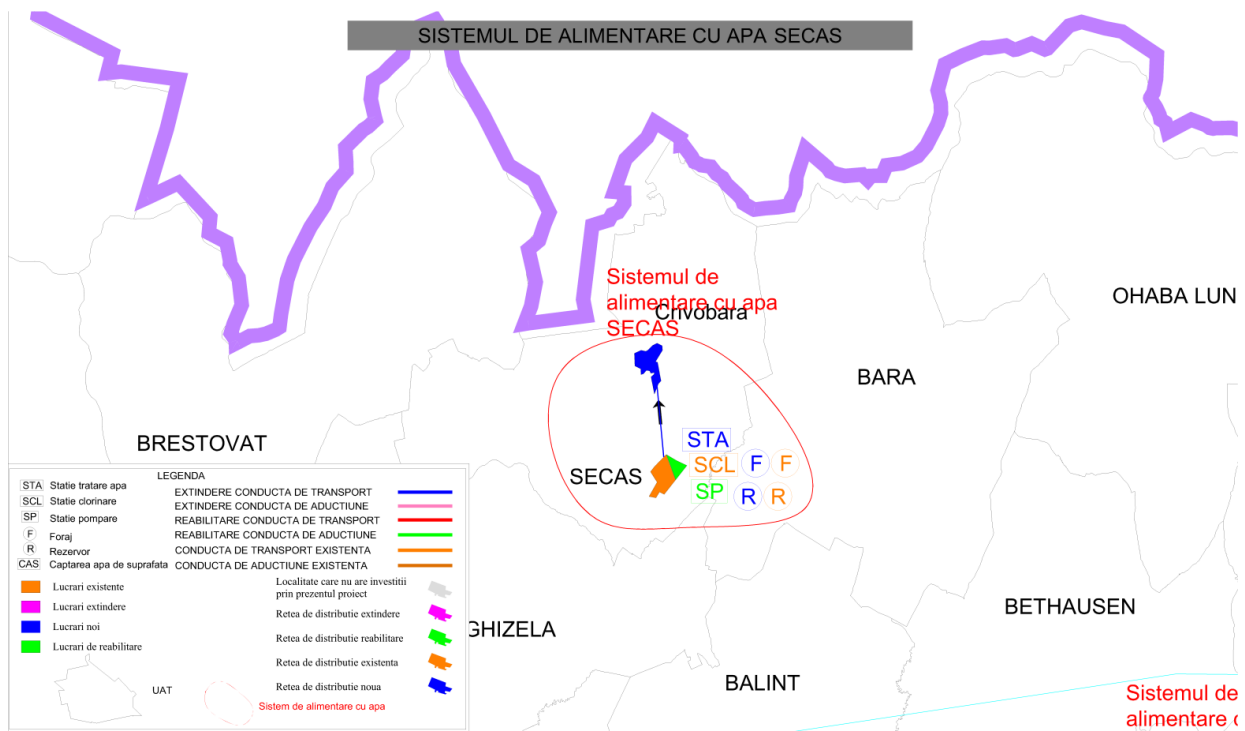 SISTEMUL DE ALIMENTARE CU APA SECAS
Sistemul de
alimentare cu apa
SECAS
Crivobara
OHABA LUN
BARA
BRESTOVAT
STA
SECAS
SCL F F
SP R R
GHIZELA
BETHAUSEN
BALINT
Sistemul de
alimentare c
LEGENDA
STA Statie tratare apa
SCL Statie clorinare
SP Statie pompare
F Foraj
R Rezervor
CAS Captarea apa de suprafata
EXTINDERE CONDUCTA DE TRANSPORT
EXTINDERE CONDUCTA DE ADUCTIUNE
REABILITARE CONDUCTA DE TRANSPORT
REABILITARE CONDUCTA DE ADUCTIUNE
CONDUCTA DE TRANSPORT EXISTENTA
CONDUCTA DE ADUCTIUNE EXISTENTA
Lucrari existente
Lucrari extindere
Lucrari noi
Lucrari de reabilitare
Localitate care nu are investitii
prin prezentul proiect
Retea de distributie extindere
Retea de distributie reabilitare
Retea de distributie existenta
Retea de distributie noua
UAT
Sistem de alimentare cu apa